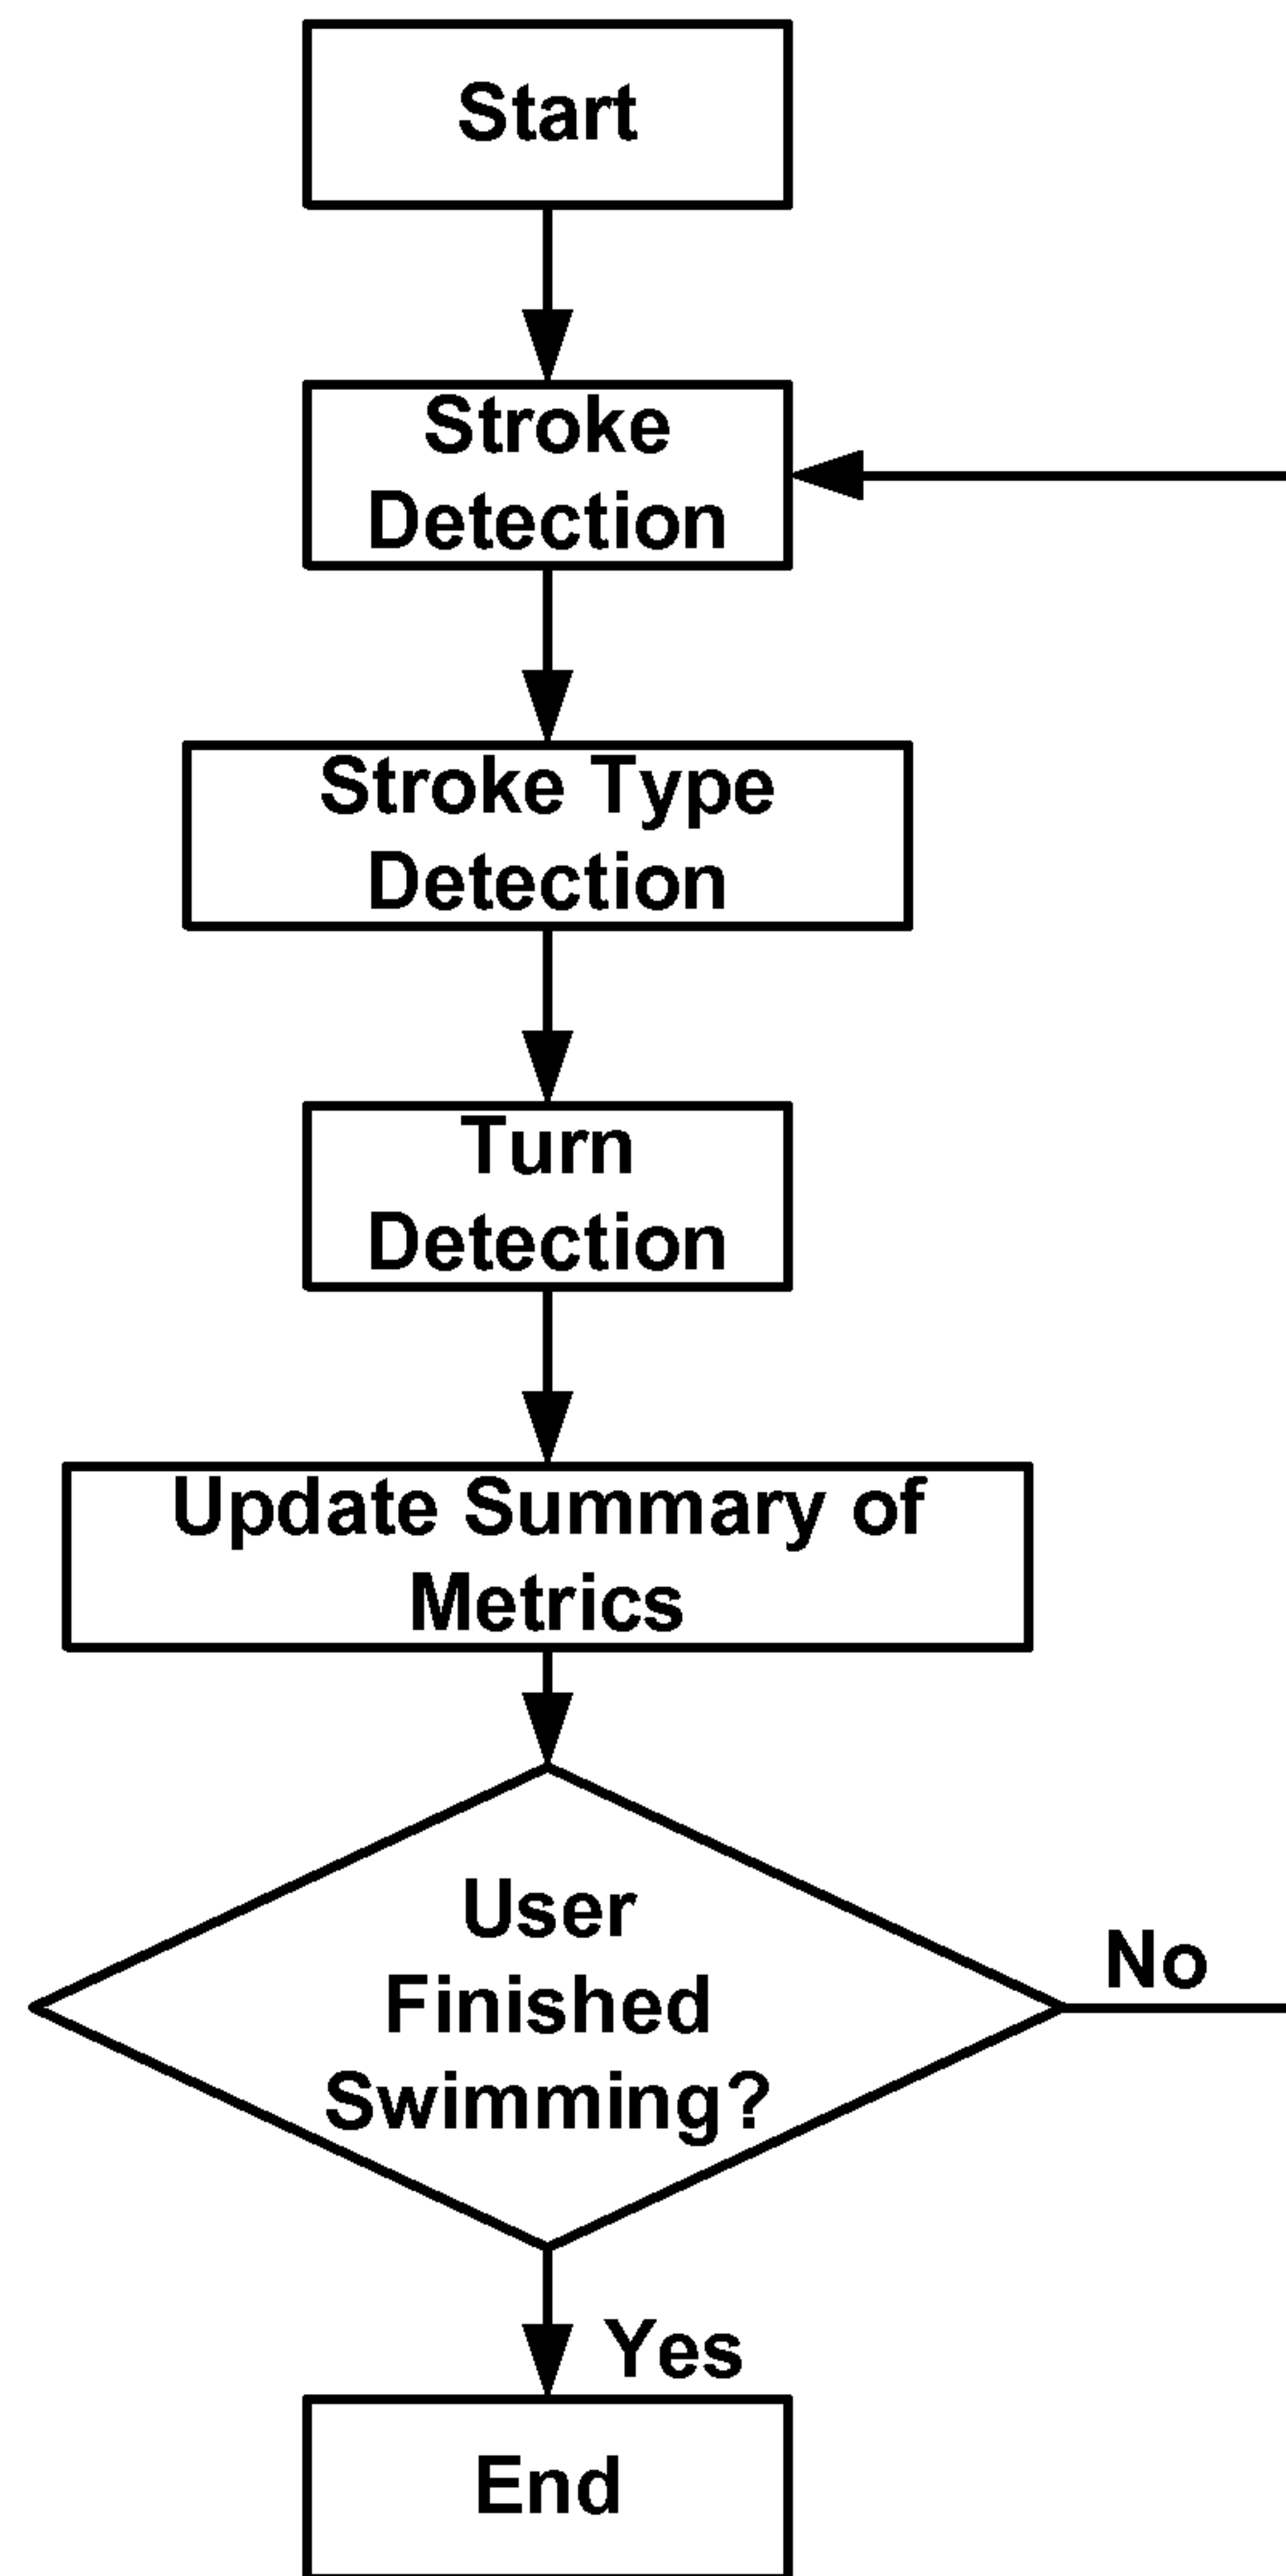 Start
Stroke
Detection
Stroke Type
Detection
Turn
Detection
Update Summary of
Metrics
User
Finished
Swimming?
No
Yes
End